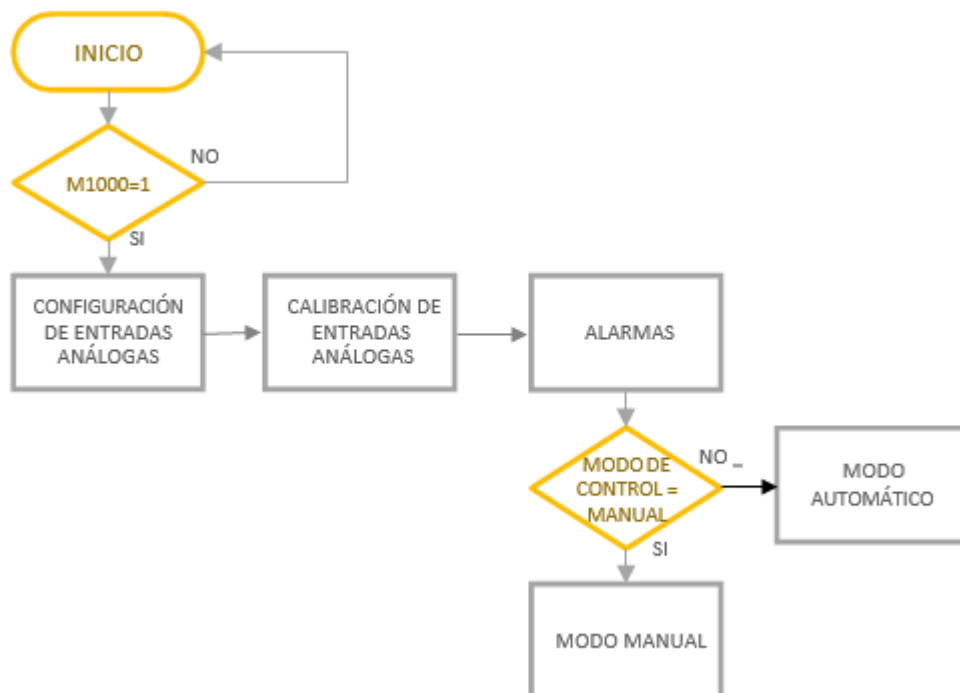 INICIO
NO
M1000=1
SI
CONFIGURACIÓN
DE ENTRADAS
ANÁLOGAS
CALIBRACIÓN DE
ENTRADAS
ANÁLOGAS
ALARMAS
MODO DE
CONTROL =
MANUAL
NO _
MODO
AUTOMÁTICO
SI
MODO MANUAL